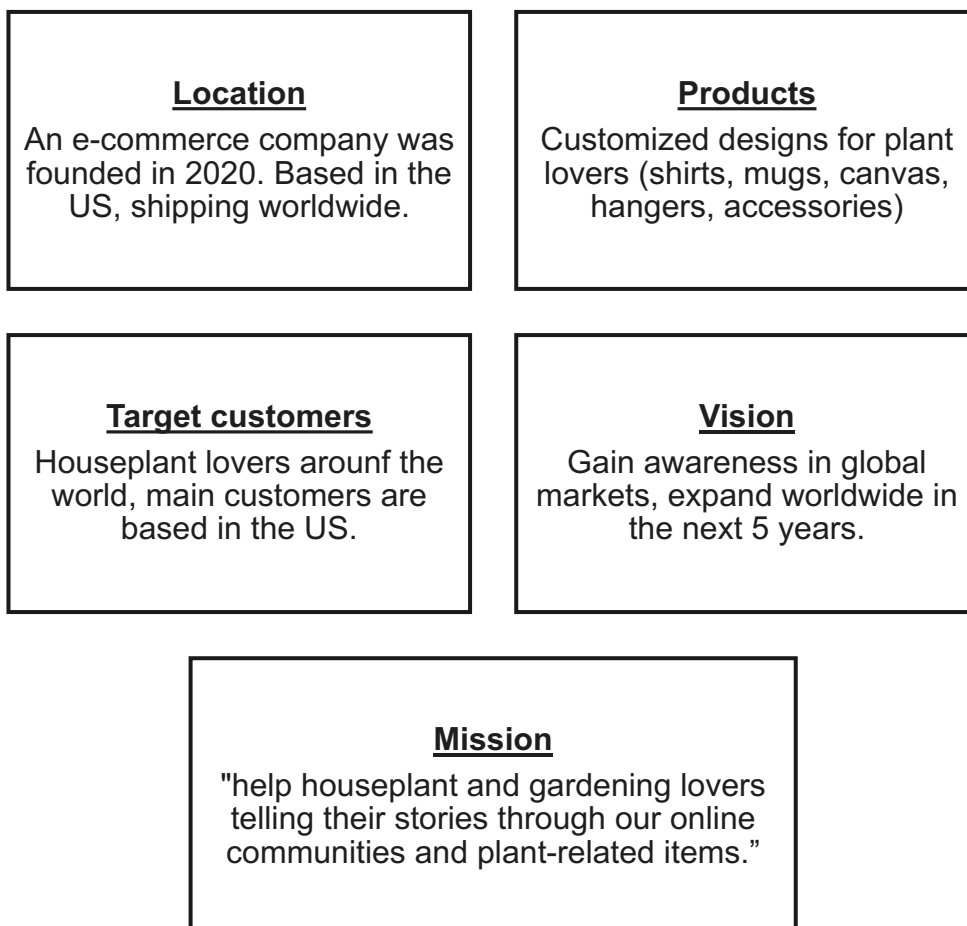 Location
An e-commerce company was
founded in 2020. Based in the
US, shipping worldwide.
Products
Customized designs for plant
lovers (shirts, mugs, canvas,
hangers, accessories)
Target customers
Houseplant lovers arounf the
world, main customers are
based in the US.
Vision
Gain awareness in global
markets, expand worldwide in
the next 5 years.
Mission
"help houseplant and gardening lovers
telling their stories through our online
communities and plant-related items.”